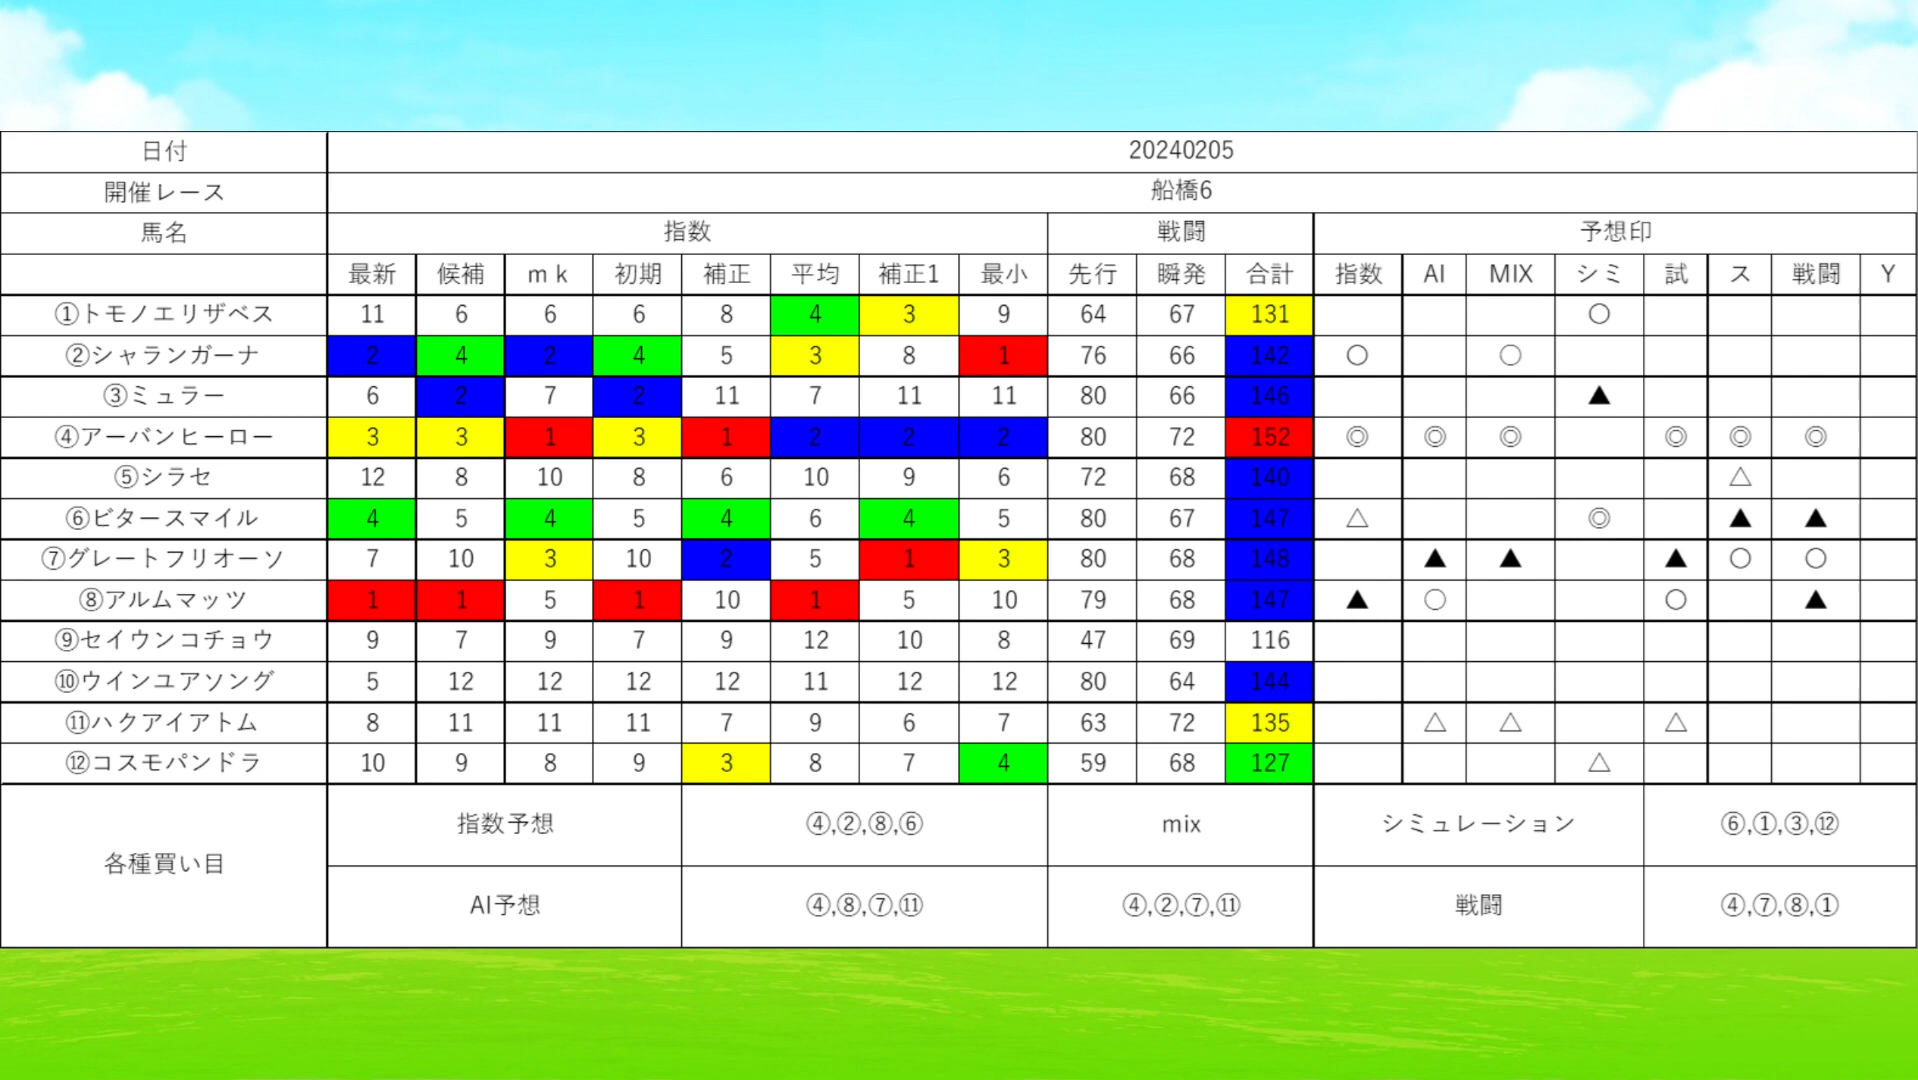 日付 20240205
開催レース 船橋6
馬名 指数 戦闘 予想印
最新 候補 ｍｋ 初期 補正 平均 補正1 最小 先行 瞬発 合計 指数 AI MIX シミ 試 ス 戦闘 Y
①トモノエリザベス 11 6 6 6 8 4 3 9 64 67 131 ○
②シャランガーナ 2 4 2 4 5 3 8 1 76 66 142 ○ ○
③ミュラー 6 2 7 2 11 7 11 11 80 66 146 ▲
④アーバンヒーロー 3 3 1 3 1 2 2 2 80 72 152 ◎ ◎ ◎ ◎ ◎ ◎
⑤シラセ 12 8 10 8 6 10 9 6 72 68 140 △
⑥ビタースマイル 4 5 4 5 4 6 4 5 80 67 147 △ ◎ ▲ ▲
⑦グレートフリオーソ 7 10 3 10 2 5 1 3 80 68 148 ▲ ▲ ▲ ○ ○
⑧アルムマッツ 1 1 5 1 10 1 5 10 79 68 147 ▲ ○ ○ ▲
⑨セイウンコチョウ 9 7 9 7 9 12 10 8 47 69 116
⑩ウインユアソング 5 12 12 12 12 11 12 12 80 64 144
⑪ハクアイアトム 8 11 11 11 7 9 6 7 63 72 135 △ △ △
⑫コスモパンドラ 10 9 8 9 3 8 7 4 59 68 127 △
各種買い目
指数予想 ④,②,⑧,⑥ mix シミュレーション ⑥,①,③,⑫
AI予想 ④,⑧,⑦,⑪ ④,②,⑦,⑪ 戦闘 ④,⑦,⑧,①